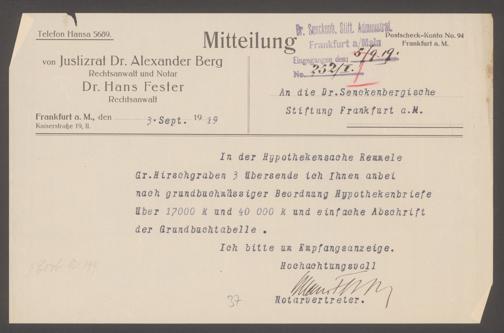 Telefon Hansa 5689.
Mitteilung
Postscheck-Konto No. 94
Frankfurt a. M.
Dr. Senckenb. Stift. Administrat.
Frankfurt a/Main
Eingegangen den: 5/9.19.
No. 252/I.
von Justizrat Dr. Alexander Berg
Rechtsanwalt und Notar
Dr. Hans Fester
Rechtsanwalt
An die Dr.Senckenbergische
Stiftung Frankfurt a.M.
Frankfurt a. M., den 3.Sept. 1919
Kaiserstraße 19, II.
In der Hypothekensache Remmele
Gr.Hirschgraben 3 übersende ich Ihnen anbei
nach grundbuchmässiger Beordnung Hypothekenbriefe
über 17000 M und 40 000 M und einfache Abschrift
der Grundbuchtabelle .
Ich bitte um Empfangsanzeige.
Hochachtungsvoll
Notarvertreter.
37